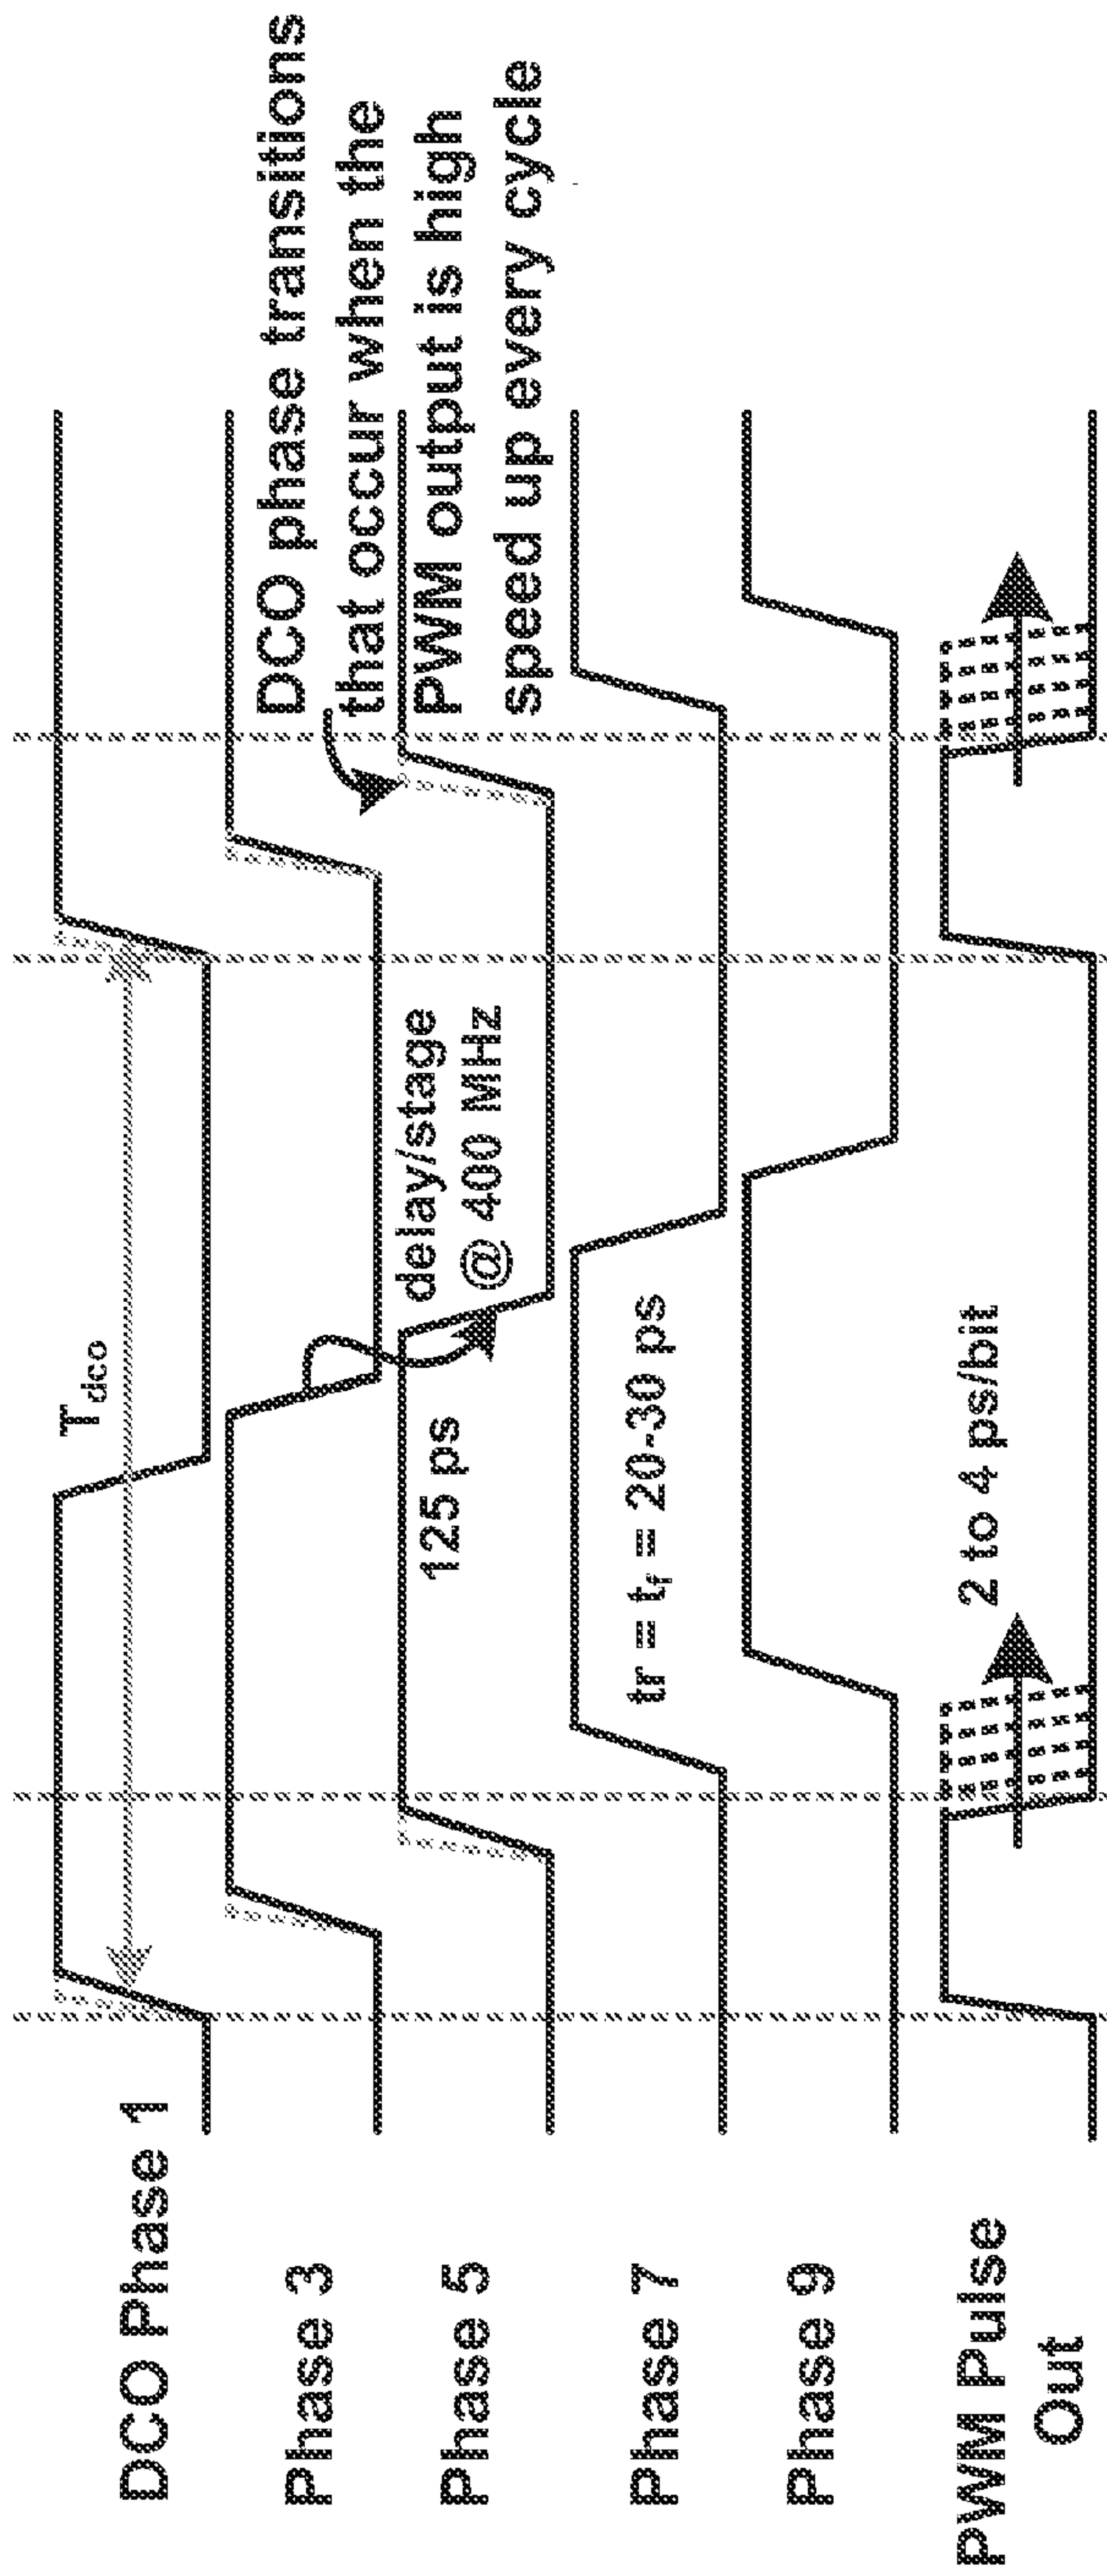 DCO Phase 1
Phase 3
Phase 5
Phase 7
Phase 9
PWM Pulse
Out
Tdco
125 ps
delay/stage
@ 400 MHz
tr = tf = 20-30 ps
2 to 4 ps/bit
DCO phase transitions
that occur when the
PWM output is high
speed up every cycle